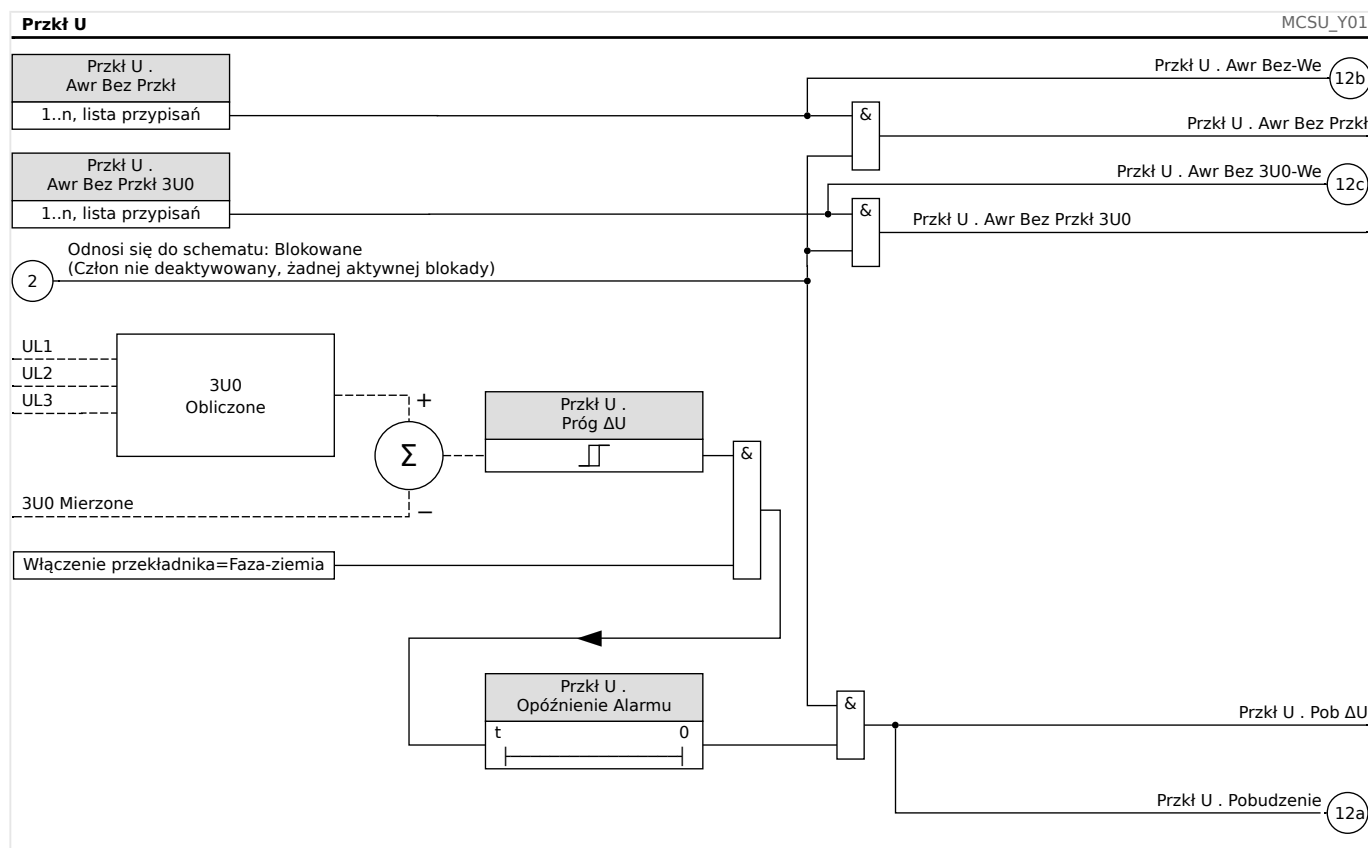 Przkł U
MCSU_Y01
Przkł U .
Awr Bez Przkł
1..n, lista przypisań
Przkł U . Awr Bez-We
12b
&
Przkł U . Awr Bez Przkł
Przkł U .
Awr Bez Przkł 3U0
1..n, lista przypisań
Przkł U . Awr Bez 3U0-We
12c
&
Przkł U . Awr Bez Przkł 3U0
Odnosi się do schematu: Blokowane
(Człon nie deaktywowany, żadnej aktywnej blokady)
2
UL1
UL2
UL3
3U0
Obliczone
+
Σ
−
3U0 Mierzone
Przkł U .
Próg ΔU
&
Włączenie przekładnika=Faza-ziemia
Przkł U .
Opóźnienie Alarmu
t
0
&
Przkł U . Pob ΔU
Przkł U . Pobudzenie
12a